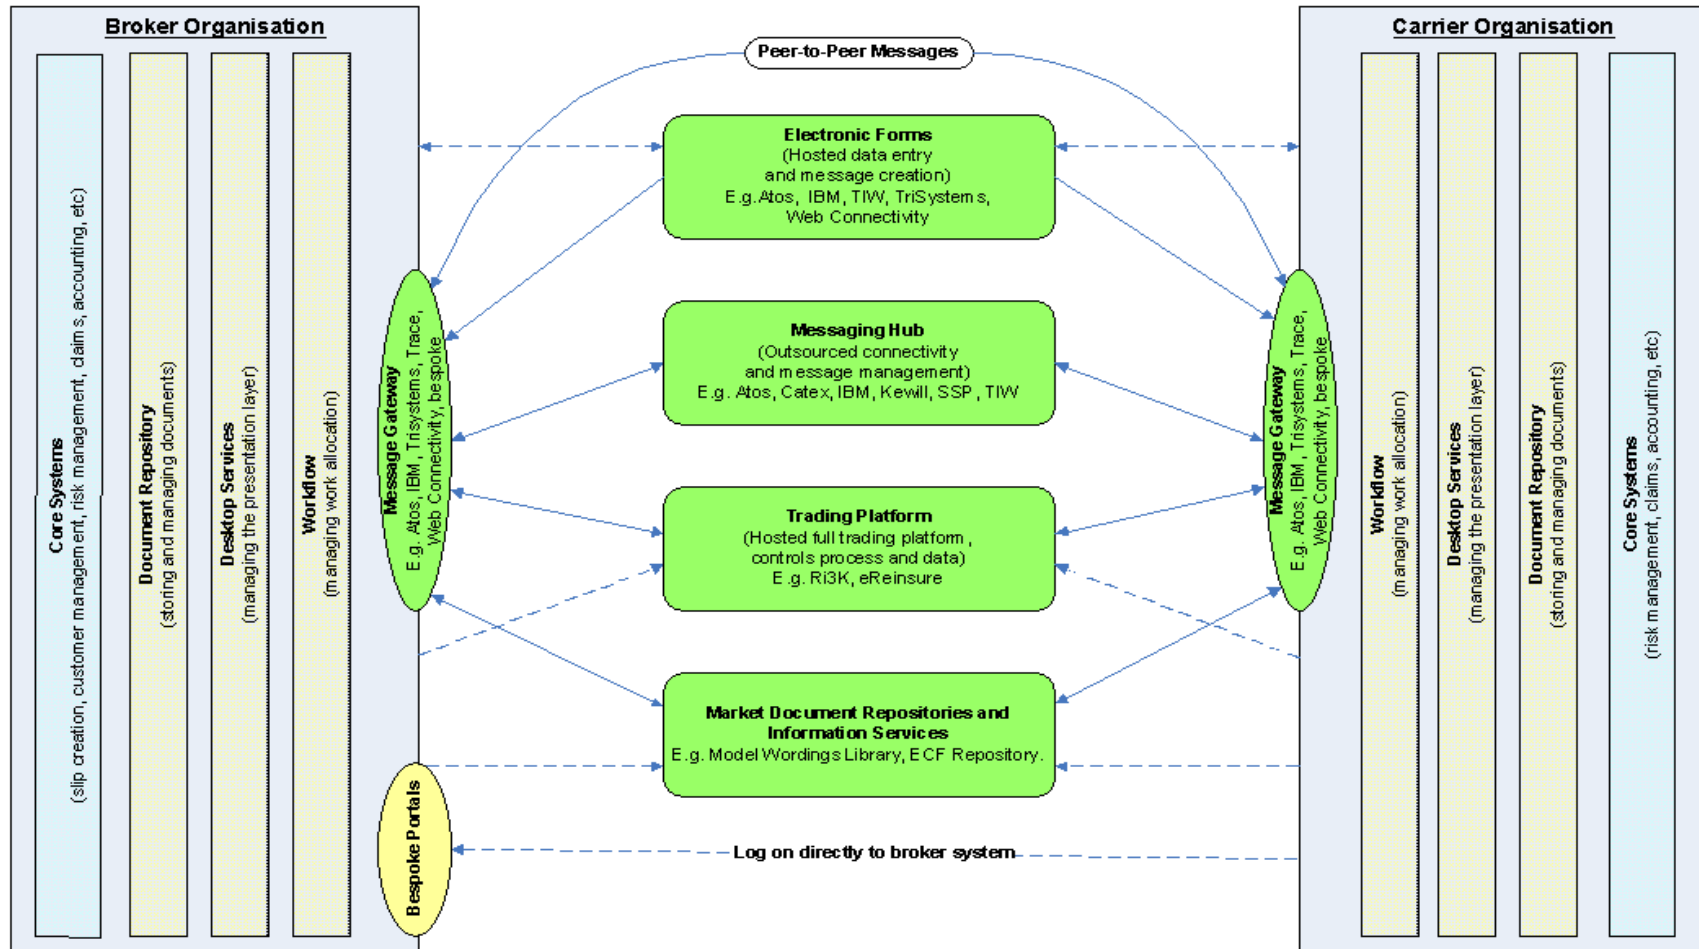 Broker Organisation
Core Systems
(slip creation, customer management, risk management, claims, accounting, etc)
Document Repository
(storing and managing documents)
Desktop Services
(managing the presentation layer)
Workflow
(managing work allocation)
Message Gateway
E.g. Atos, IBM, Trisystems, Trace,
Web Connectivity, bespoke
Bespoke Portals
Peer-to-Peer Messages
Electronic Forms
(Hosted data entry
and message creation)
E.g. Atos, IBM, TIW, TriSystems,
Web Connectivity
Messaging Hub
(Outsourced connectivity
and message management)
E.g. Atos, Catex, IBM, Kewill, SSP, TIW
Trading Platform
(Hosted full trading platform,
controls process and data)
E.g. Ri3K, eReinsure
Market Document Repositories and
Information Services
E.g. Model Wordings Library, ECF Repository.
Log on directly to broker system
Carrier Organisation
Message Gateway
E.g. Atos, IBM, Trisystems, Trace,
Web Connectivity, bespoke
Workflow
(managing work allocation)
Desktop Services
(managing the presentation layer)
Document Repository
(storing and managing documents)
Core Systems
(risk management, claims, accounting, etc)